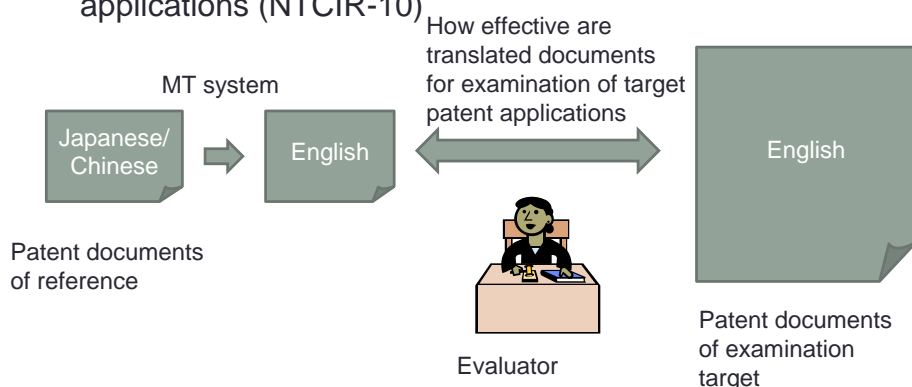 applications (NTCIR-10)
How effective are
translated documents
for examination of target
patent applications
MT system
Japanese/
Chinese
English
English
Patent documents
of reference
Evaluator
Patent documents
of examination
target